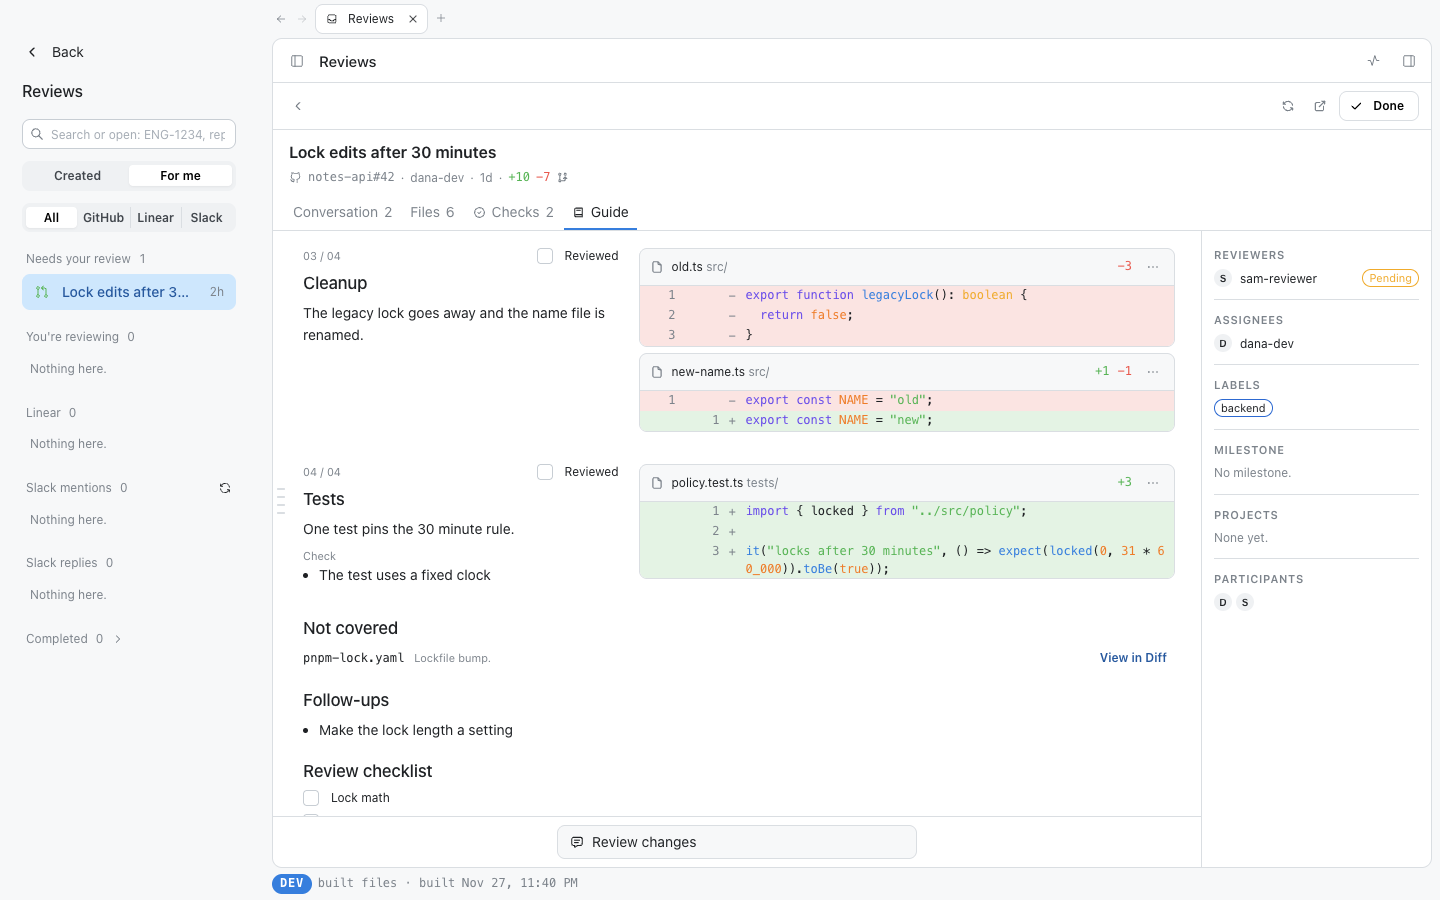 Reviews
Back
Reviews
Search or open: ENG-1234, rep
Created For me
All GitHub Linear Slack
Needs your review 1
Lock edits after 3... 2h
You're reviewing 0
Nothing here.
Linear 0
Nothing here.
Slack mentions 0
Nothing here.
Slack replies 0
Nothing here.
Completed 0
Reviews
Done
Lock edits after 30 minutes
notes-api#42 · dana-dev · 1d · +10 −7
Conversation 2 Files 6 Checks 2 Guide
03 / 04 Reviewed
Cleanup
The legacy lock goes away and the name file is
renamed.
old.ts src/ −3 ...
1 − export function legacyLock(): boolean {
2 − return false;
3 − }
new-name.ts src/ +1 −1 ...
1 − export const NAME = "old";
1 + export const NAME = "new";
04 / 04 Reviewed
Tests
One test pins the 30 minute rule.
Check
• The test uses a fixed clock
policy.test.ts tests/ +3 ...
1 + import { locked } from "../src/policy";
2 +
3 + it("locks after 30 minutes", () => expect(locked(0, 31 * 6
0_000)).toBe(true));
Not covered
pnpm-lock.yaml Lockfile bump. View in Diff
Follow-ups
• Make the lock length a setting
Review checklist
Lock math
Review changes
REVIEWERS
S sam-reviewer Pending
ASSIGNEES
D dana-dev
LABELS
backend
MILESTONE
No milestone.
PROJECTS
None yet.
PARTICIPANTS
D S
DEV built files · built Nov 27, 11:40 PM